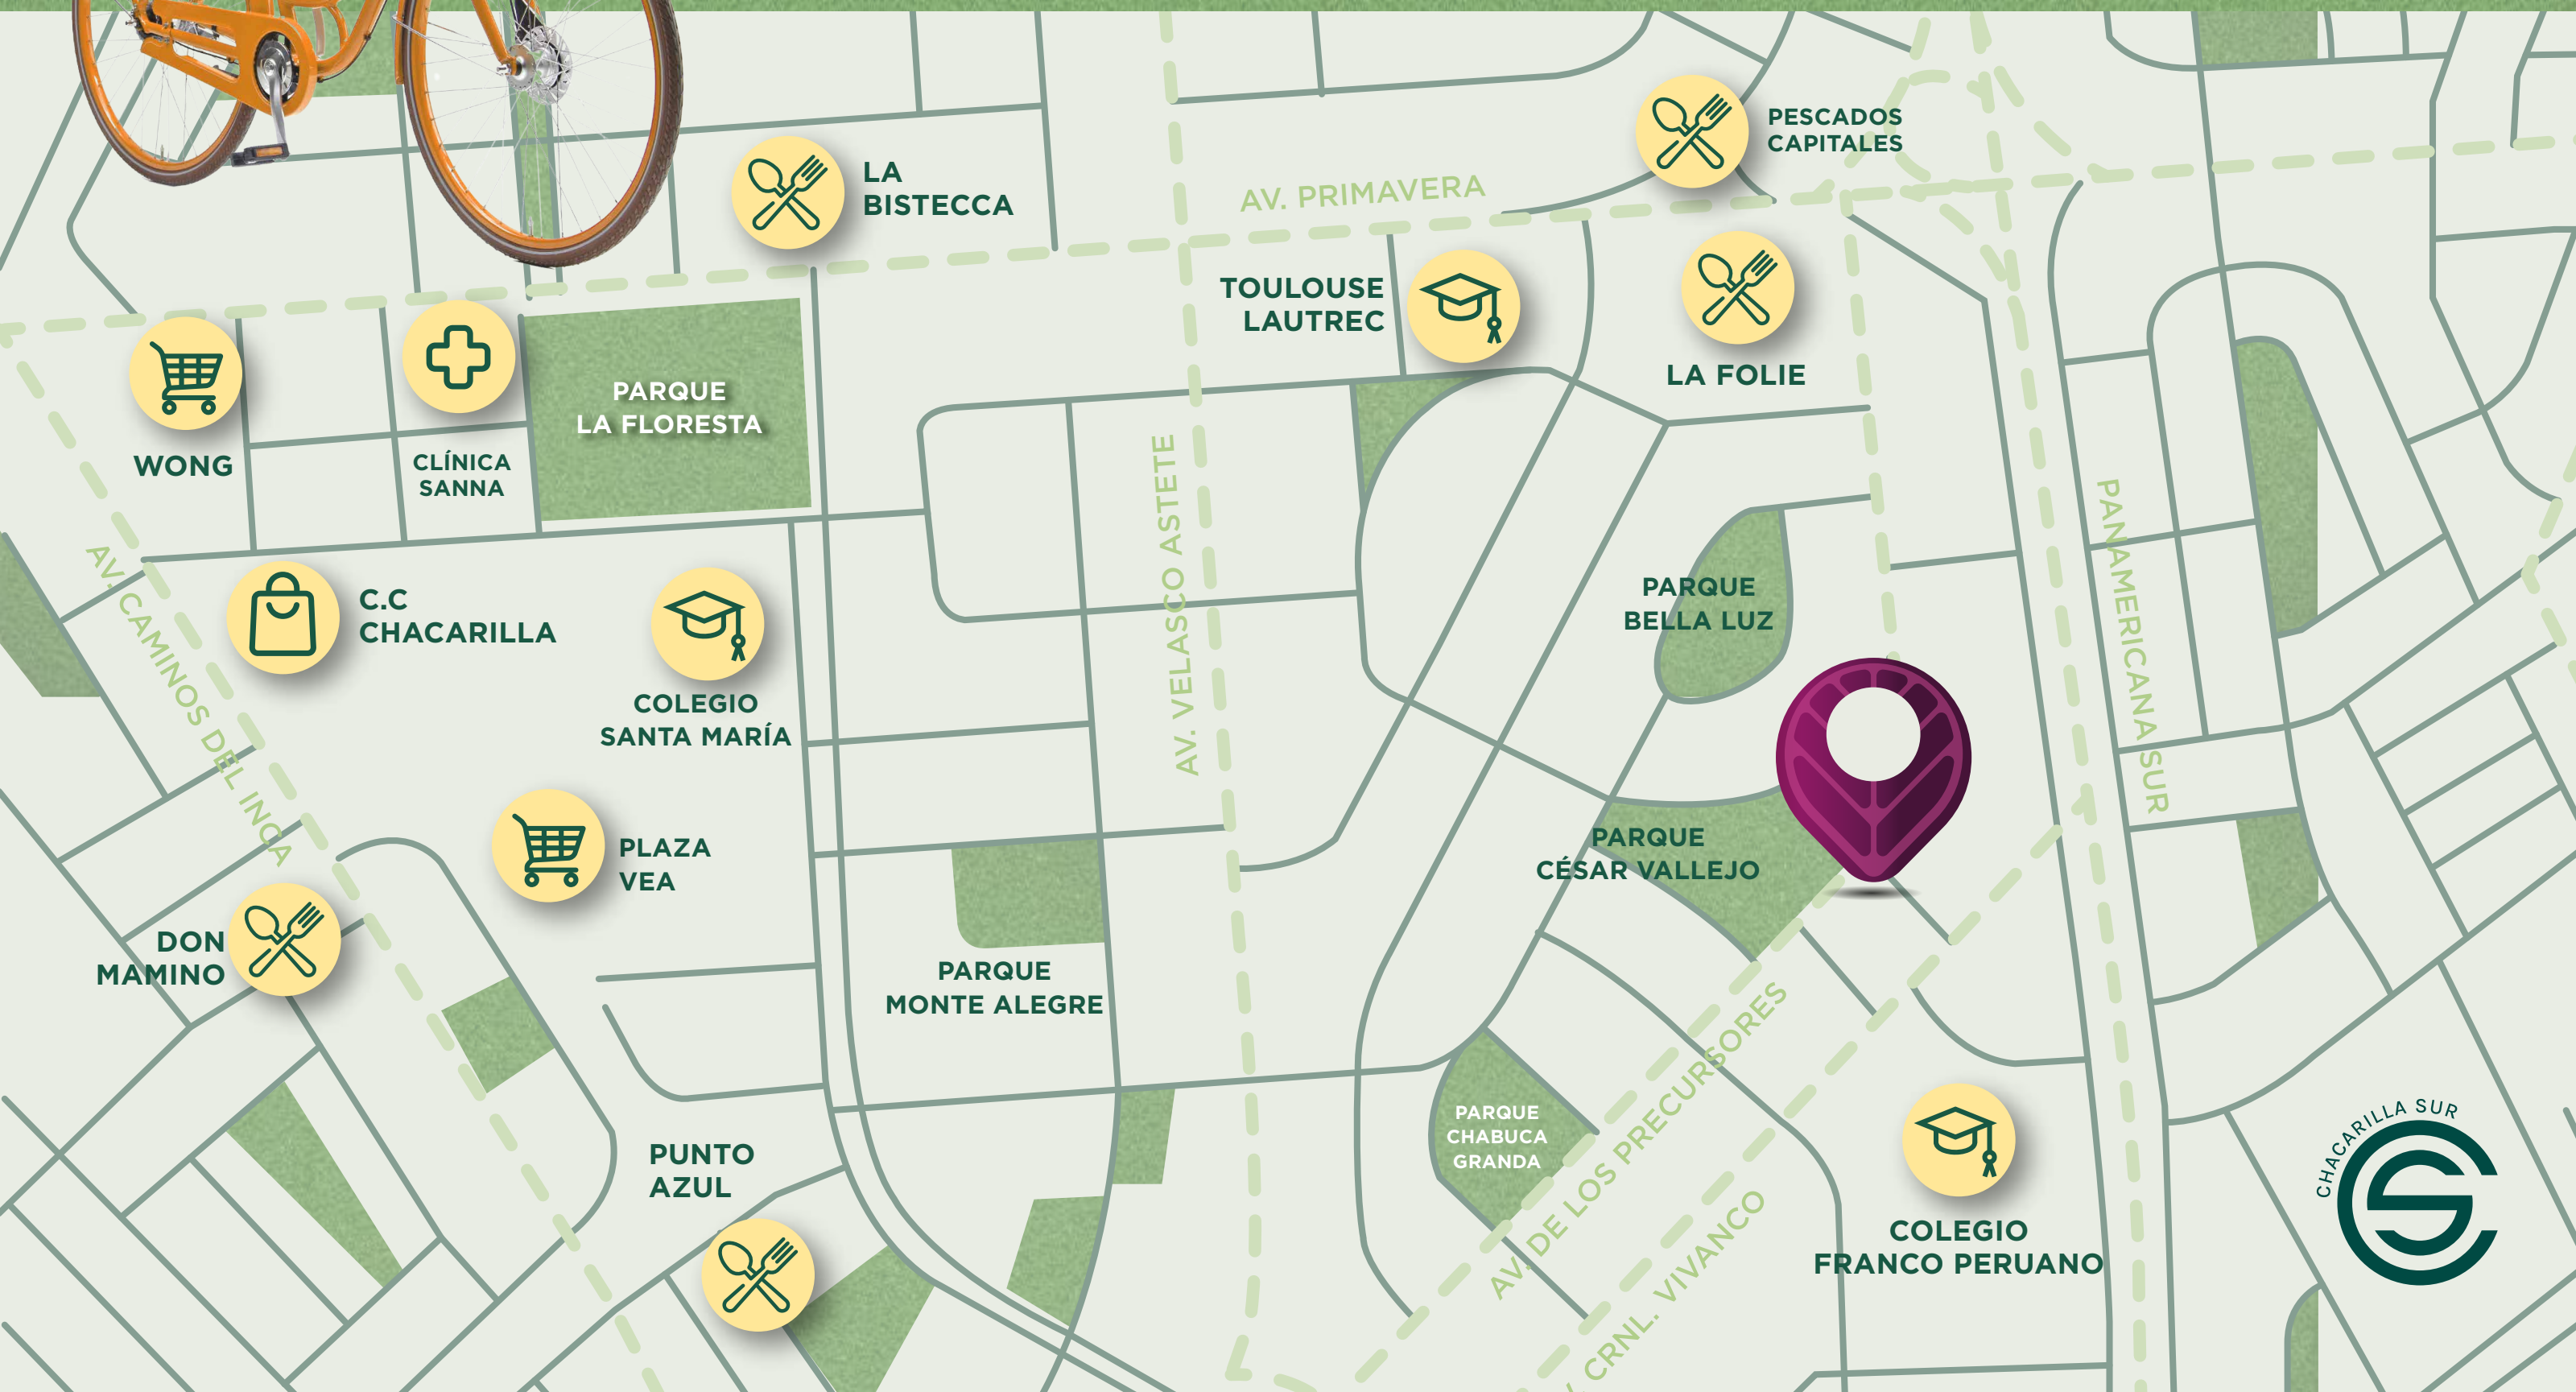 PESCADOS
CAPITALES
LA
BISTECCA
AV. PRIMAVERA
TOULOUSE
LAUTREC
LA FOLIE
PARQUE
LA FLORESTA
WONG
CLÍNICA
SANNA
AV. VELASCO ASTETE
PANAMERICANA SUR
AV. CAMINOS DEL INCA
C.C
CHACARILLA
PARQUE
BELLA LUZ
COLEGIO
SANTA MARÍA
PLAZA
VEA
PARQUE
CÉSAR VALLEJO
DON
MAMINO
PARQUE
MONTE ALEGRE
AV. DE LOS PRECURSORES
PARQUE
CHABUCA
GRANDA
PUNTO
AZUL
CRNL. VIVANCO
COLEGIO
FRANCO PERUANO
CHACARILLA SUR